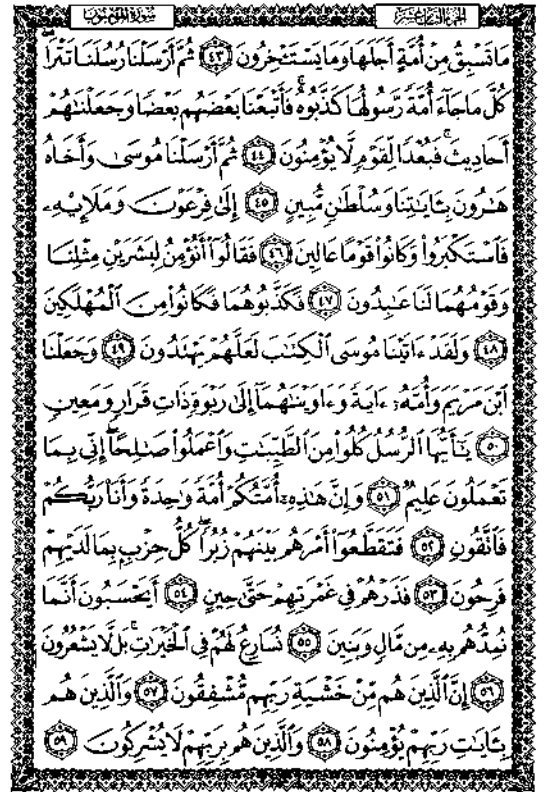 الجزء الثامن عشر
سورة المؤمنون
مَا تَسْبِقُ مِنْ أُمَّةٍ أَجَلَهَا وَمَا يَسْتَـْٔخِرُونَ ٤٣ ثُمَّ أَرْسَلْنَا رُسُلَنَا تَتْرَا ۖ
كُلَّ مَا جَآءَ أُمَّةً رَّسُولُهَا كَذَّبُوهُ ۚ فَأَتْبَعْنَا بَعْضَهُم بَعْضًا وَجَعَلْنَـٰهُمْ
أَحَادِيثَ ۚ فَبُعْدًا لِّقَوْمٍ لَّا يُؤْمِنُونَ ٤٤ ثُمَّ أَرْسَلْنَا مُوسَىٰ وَأَخَاهُ
هَـٰرُونَ بِـَٔايَـٰتِنَا وَسُلْطَـٰنٍ مُّبِينٍ ٤٥ إِلَىٰ فِرْعَوْنَ وَمَلَإِي۟هِۦ
فَٱسْتَكْبَرُوا۟ وَكَانُوا۟ قَوْمًا عَالِينَ ٤٦ فَقَالُوٓا۟ أَنُؤْمِنُ لِبَشَرَيْنِ مِثْلِنَا
وَقَوْمُهُمَا لَنَا عَـٰبِدُونَ ٤٧ فَكَذَّبُوهُمَا فَكَانُوا۟ مِنَ ٱلْمُهْلَكِينَ
٤٨ وَلَقَدْ ءَاتَيْنَا مُوسَى ٱلْكِتَـٰبَ لَعَلَّهُمْ يَهْتَدُونَ ٤٩ وَجَعَلْنَا
ٱبْنَ مَرْيَمَ وَأُمَّهُۥٓ ءَايَةً وَءَاوَيْنَـٰهُمَآ إِلَىٰ رَبْوَةٍ ذَاتِ قَرَارٍ وَمَعِينٍ
٥٠ يَـٰٓأَيُّهَا ٱلرُّسُلُ كُلُوا۟ مِنَ ٱلطَّيِّبَـٰتِ وَٱعْمَلُوا۟ صَـٰلِحًا ۖ إِنِّى بِمَا
تَعْمَلُونَ عَلِيمٌ ٥١ وَإِنَّ هَـٰذِهِۦٓ أُمَّتُكُمْ أُمَّةً وَٰحِدَةً وَأَنَا۠ رَبُّكُمْ
فَٱتَّقُونِ ٥٢ فَتَقَطَّعُوٓا۟ أَمْرَهُم بَيْنَهُمْ زُبُرًا ۖ كُلُّ حِزْبٍۭ بِمَا لَدَيْهِمْ
فَرِحُونَ ٥٣ فَذَرْهُمْ فِى غَمْرَتِهِمْ حَتَّىٰ حِينٍ ٥٤ أَيَحْسَبُونَ أَنَّمَا
نُمِدُّهُم بِهِۦ مِن مَّالٍ وَبَنِينَ ٥٥ نُسَارِعُ لَهُمْ فِى ٱلْخَيْرَٰتِ ۚ بَل لَّا يَشْعُرُونَ
٥٦ إِنَّ ٱلَّذِينَ هُم مِّنْ خَشْيَةِ رَبِّهِم مُّشْفِقُونَ ٥٧ وَٱلَّذِينَ هُم
بِـَٔايَـٰتِ رَبِّهِمْ يُؤْمِنُونَ ٥٨ وَٱلَّذِينَ هُم بِرَبِّهِمْ لَا يُشْرِكُونَ ٥٩